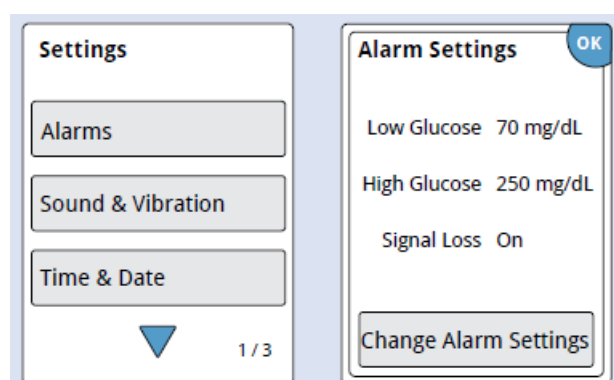 Settings
Alarms
Sound & Vibration
Time & Date
1 / 3
Alarm Settings
OK
Low Glucose 70 mg/dL
High Glucose 250 mg/dL
Signal Loss On
Change Alarm Settings